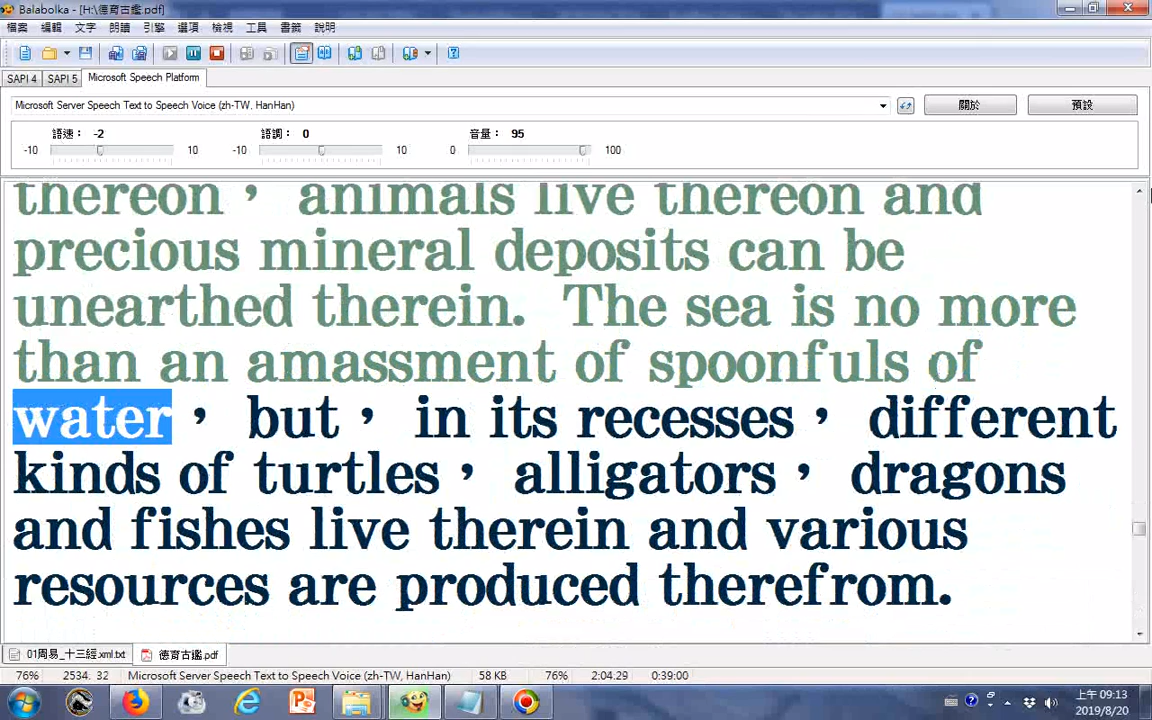 Balabolka - [H:\德育古鑑.pdf]
檔案 編輯 文字 朗讀 引擎 選項 檢視 工具 書籤 說明
SAPI 4 SAPI 5 Microsoft Speech Platform
Microsoft Server Speech Text to Speech Voice (zh-TW, HanHan) 關於 預設
語速： -2 語調： 0 音量： 95
-10 10 -10 10 0 100
thereon， animals live thereon and
precious mineral deposits can be
unearthed therein. The sea is no more
than an amassment of spoonfuls of
water， but， in its recesses， different
kinds of turtles， alligators， dragons
and fishes live therein and various
resources are produced therefrom.
01周易_十三經.xml.txt 德育古鑑.pdf
76% 2534. 32 Microsoft Server Speech Text to Speech Voice (zh-TW, HanHan) 58 KB 76% 2:04.29 0:39:00
上午 09:13
2019/8/20